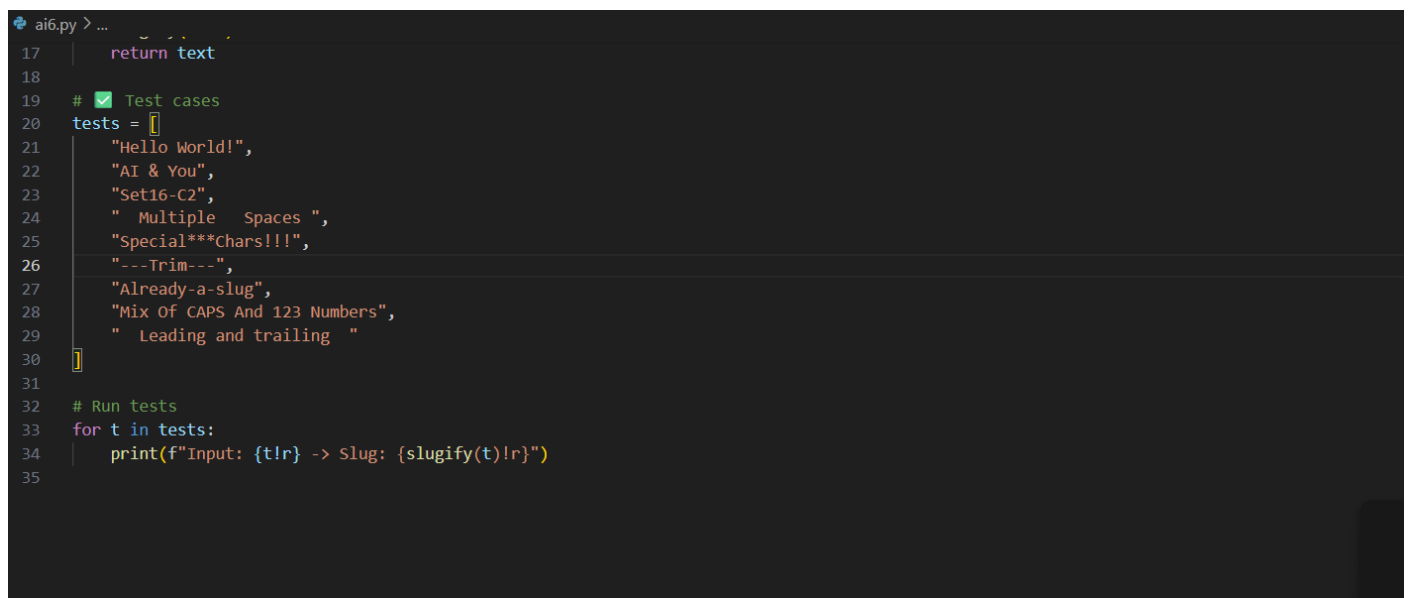 ai6.py > ...
17 return text
18
19 # ✅ Test cases
20 tests = [
21 "Hello World!",
22 "AI & You",
23 "Set16-C2",
24 "  Multiple   Spaces ",
25 "Special***Chars!!!",
26 "---Trim---",
27 "Already-a-slug",
28 "Mix Of CAPS And 123 Numbers",
29 "  Leading and trailing  "
30 ]
31
32 # Run tests
33 for t in tests:
34 print(f"Input: {t!r} -> Slug: {slugify(t)!r}")
35